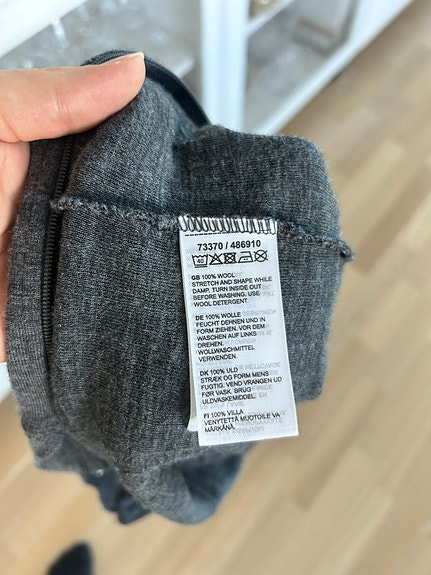 73370 / 486910
40
GB 100% WOOL
STRETCH AND SHAPE WHILE
DAMP. TURN INSIDE OUT
BEFORE WASHING. USE
WOOL DETERGENT.
DE 100% WOLLE
FEUCHT DEHNEN UND IN
FORM ZIEHEN. VOR DEM
WASCHEN AUF LINKS
DREHEN.
WOLLWASCHMITTEL
VERWENDEN.
DK 100% ULD
STRÆK OG FORM MENS
FUGTIG. VEND VRANGEN UD
FØR VASK. BRUG
ULDVASKEMIDDEL.
FI 100% VILLA
VENYTETTÄ MUOTOILE VA
MÄRKÄNÄ.